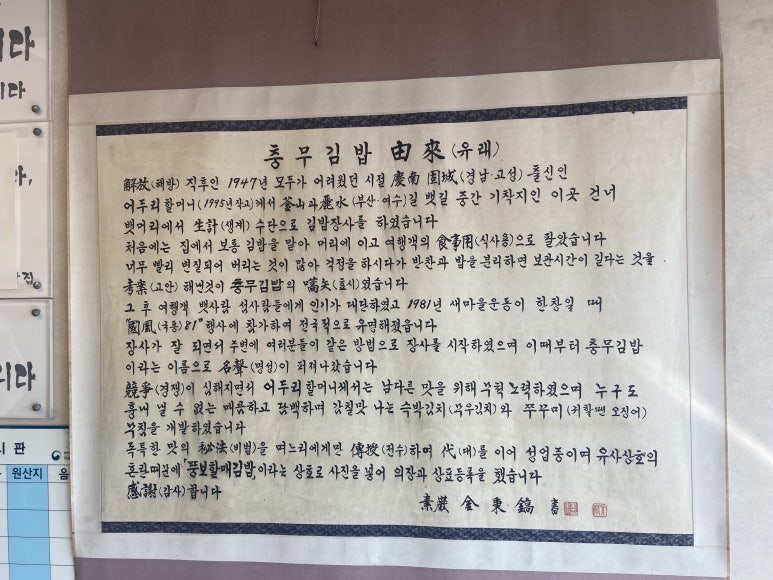 니다
니다
충무김밥 由來(유래)
解放(해방) 직후인 1947년 모두가 어려웠던 시절 慶南 固城(경남·고성) 출신인
어두리할머니(1995년작고)께서 釜山과 麗水(부산·여수)길 뱃길 중간 기착지인 이곳 건너
뱃머리에서 生計(생계) 수단으로 김밥장사를 하였습니다
처음에는 집에서 보통 김밥을 말아 머리에 이고 여행객의 食事用(식사용)으로 팔았습니다
너무 빨리 변질되어 버리는 것이 많아 걱정을 하시다가 반찬과 밥을 분리하면 보관시간이 길다는 것을
考案(고안) 해낸것이 충무김밥의 嚆矢(효시)였습니다
그 후 여행객 뱃사람 섬사람들에게 인기가 대단하였고 1981년 새마을운동이 한창일 때
"國風(국풍)81" 행사에 참가하여 전국적으로 유명해졌습니다
장사가 잘 되면서 주변에 여러분들이 같은 방법으로 장사를 시작하였으며 이때부터 충무김밥
이라는 이름으로 名聲(명성)이 퍼져나갔습니다
競爭(경쟁)이 심해지면서 어두리할머니께서는 남다른 맛을 위해 부단 노력하였으며 누구도
흉내 낼 수 없는 매콤하고 담백하며 감칠맛 나는 슥박김치(무우김치)와 쭈꾸미(귀할땐 오징어)
무침을 개발하였습니다
독특한 맛의 秘法(비법)을 며느리에게만 傳授(전수)하며 代(대)를 이어 성업중이며 유사상호의
혼란때문에 "뚱보할매김밥"이라는 상호로 사진을 넣어 의장과 상표등록을 했습니다
感謝(감사)합니다
素巖 金東鎬 書
니다
시판
원산지
음